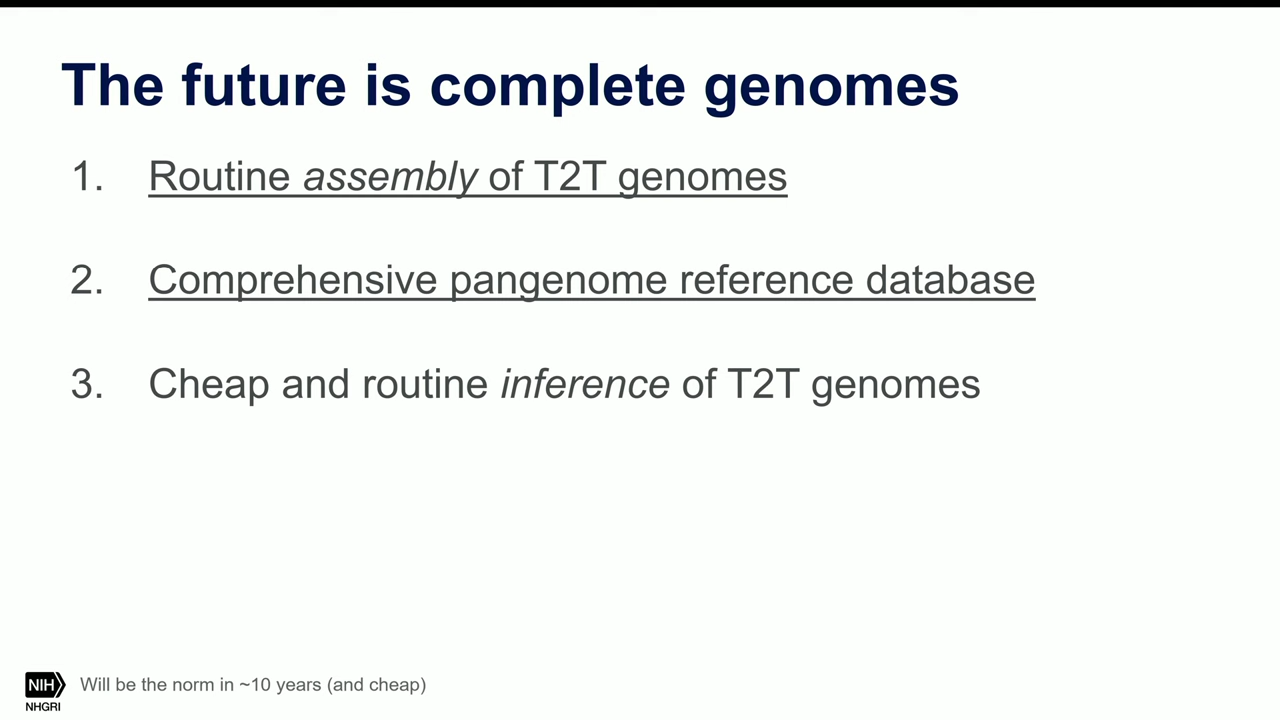 The future is complete genomes
1. Routine assembly of T2T genomes
2. Comprehensive pangenome reference database
3. Cheap and routine inference of T2T genomes
NIH
NHGRI
Will be the norm in ~10 years (and cheap)